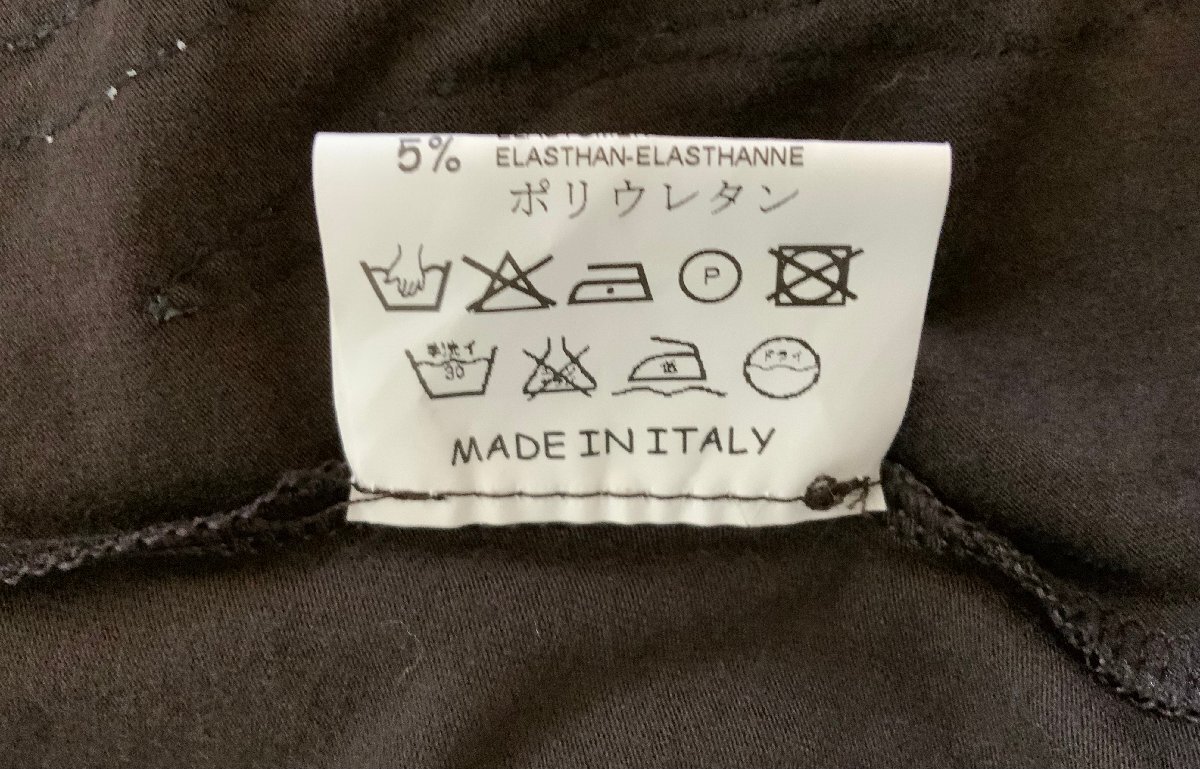 5% ELASTHAN-ELASTHANNE
ポリウレタン
P
手洗イ
30
低
ドライ
MADE IN ITALY